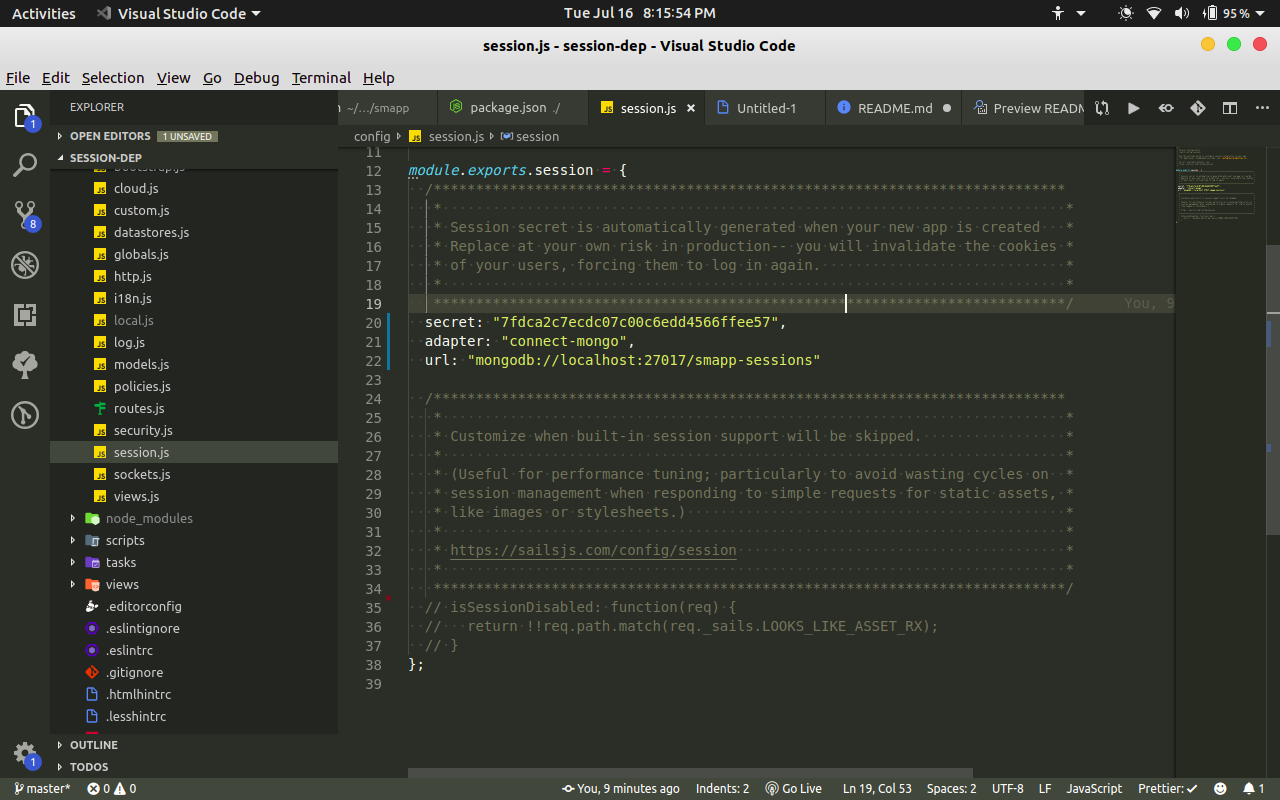 Activities Visual Studio Code Tue Jul 16 8:15:54 PM 95 %
session.js - session-dep - Visual Studio Code
File Edit Selection View Go Debug Terminal Help
EXPLORER
~/.../smapp package.json ./ session.js Untitled-1 README.md Preview READM
1
OPEN EDITORS 1 UNSAVED
SESSION-DEP
bootstrap.js
cloud.js
custom.js
datastores.js
globals.js
http.js
i18n.js
local.js
log.js
models.js
policies.js
routes.js
security.js
session.js
sockets.js
views.js
node_modules
scripts
tasks
views
.editorconfig
.eslintignore
.eslintrc
.gitignore
.htmlhintrc
.lesshintrc
OUTLINE
TODOS
8
1
config session.js session
11
12 module.exports.session = {
13 /***************************************************************************
14 * *
15 * Session secret is automatically generated when your new app is created *
16 * Replace at your own risk in production-- you will invalidate the cookies *
17 * of your users, forcing them to log in again. *
18 * *
19 ***************************************************************************/ You, 9
20 secret: "7fdca2c7ecdc07c00c6edd4566ffee57",
21 adapter: "connect-mongo",
22 url: "mongodb://localhost:27017/smapp-sessions"
23
24 /***************************************************************************
25 * *
26 * Customize when built-in session support will be skipped. *
27 * *
28 * (Useful for performance tuning; particularly to avoid wasting cycles on *
29 * session management when responding to simple requests for static assets, *
30 * like images or stylesheets.) *
31 * *
32 * https://sailsjs.com/config/session *
33 * *
34 ***************************************************************************/
35 // isSessionDisabled: function(req) {
36 // return !!req.path.match(req._sails.LOOKS_LIKE_ASSET_RX);
37 // }
38 };
39
master* 0 0 You, 9 minutes ago Indents: 2 Go Live Ln 19, Col 53 Spaces: 2 UTF-8 LF JavaScript Prettier: ✓ 1